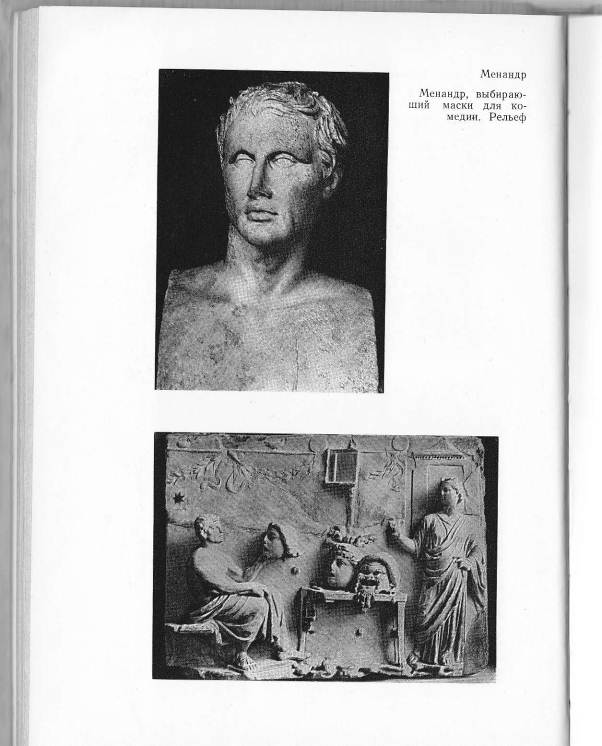 Менандр
Менандр, выбираю-
щий маски для ко-
медии. Рельеф